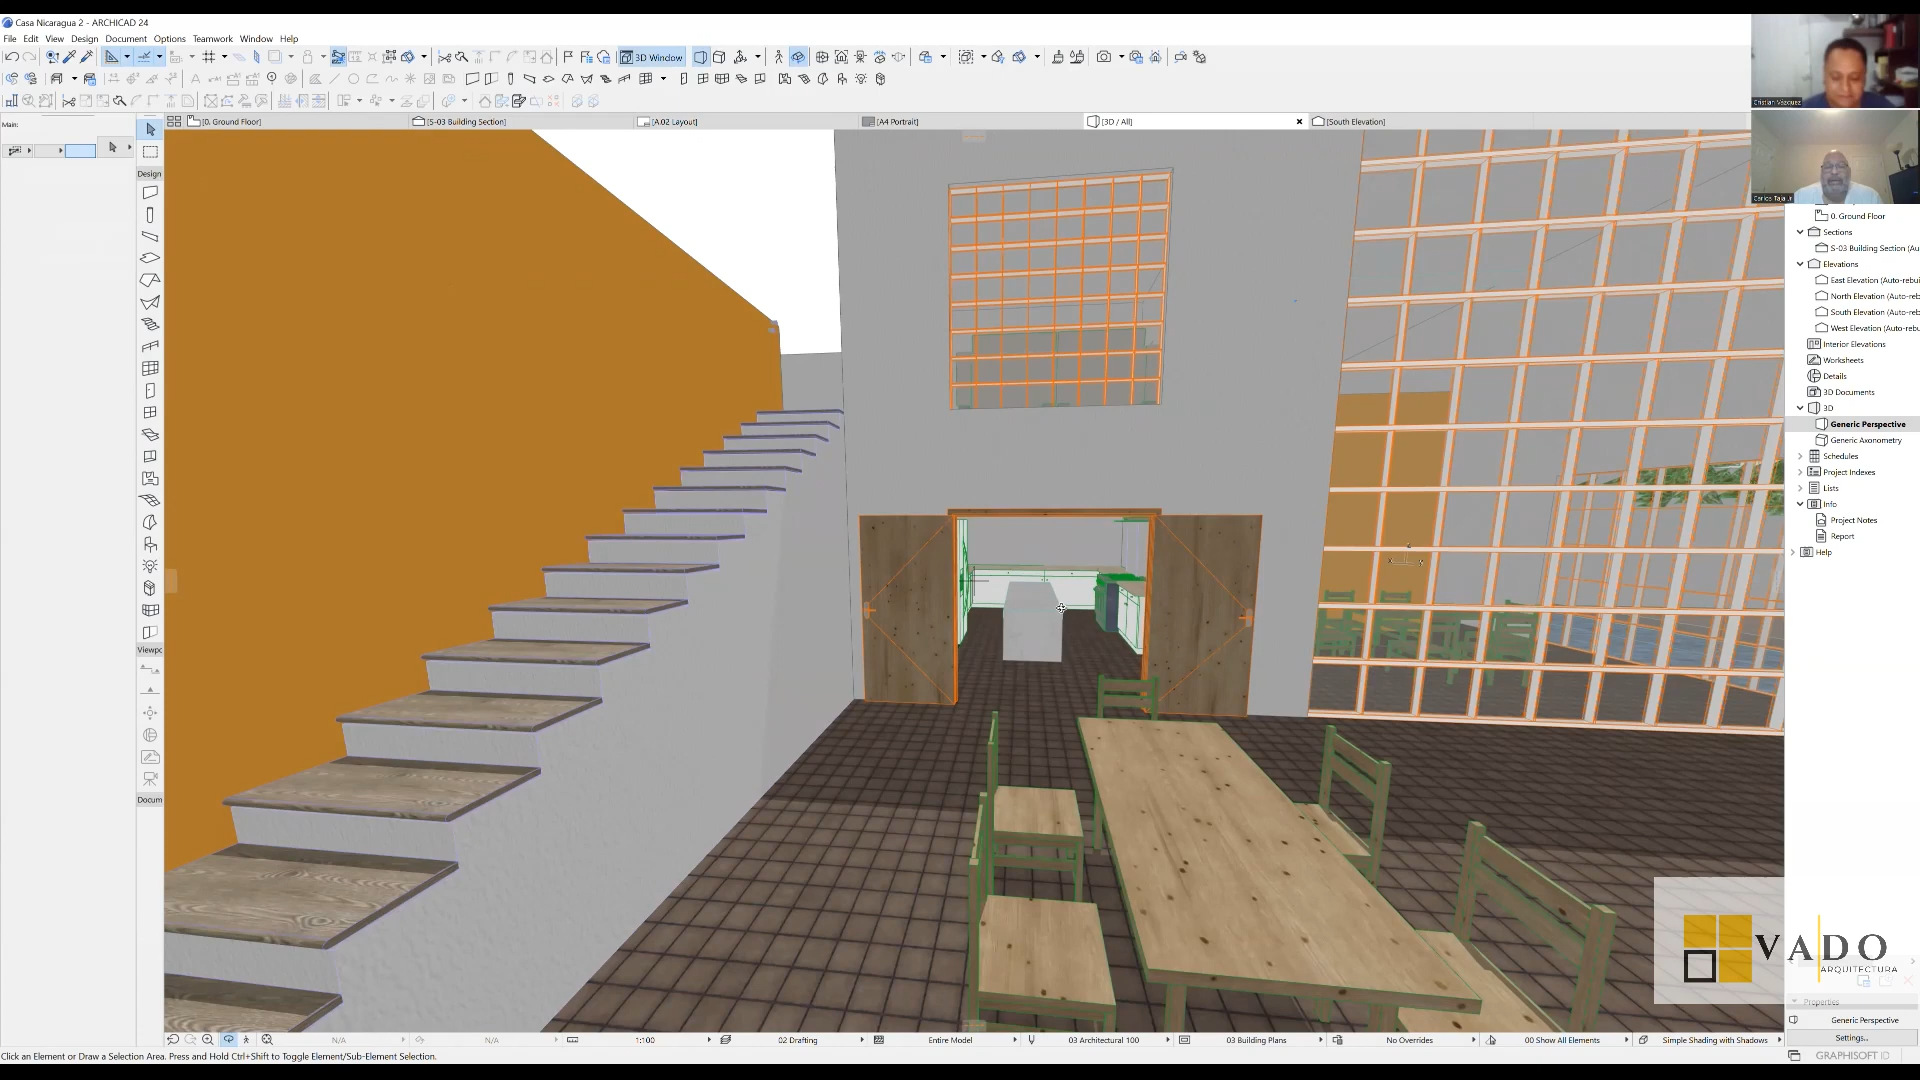 Casa Nicaragua 2 - ARCHICAD 24
File Edit View Design Document Options Teamwork Window Help
3D Window
Main:
[0. Ground Floor]
[S-03 Building Section]
[A.02 Layout]
[A4 Portrait]
[3D / All]
[South Elevation]
Cristian Vázquez
Carlos Taja Jr
Design
Viewpo
Docum
0. Ground Floor
Sections
S-03 Building Section (Au
Elevations
East Elevation (Auto-rebui
North Elevation (Auto-reb
South Elevation (Auto-reb
West Elevation (Auto-rebu
Interior Elevations
Worksheets
Details
3D Documents
3D
Generic Perspective
Generic Axonometry
Schedules
Project Indexes
Lists
Info
Project Notes
Report
Help
VADO
ARQUITECTURA
Properties
Generic Perspective
Settings...
N/A
N/A
1:100
02 Drafting
Entire Model
03 Architectural 100
03 Building Plans
No Overrides
00 Show All Elements
Simple Shading with Shadows
Click an Element or Draw a Selection Area. Press and Hold Ctrl+Shift to Toggle Element/Sub-Element Selection.
GRAPHISOFT ID